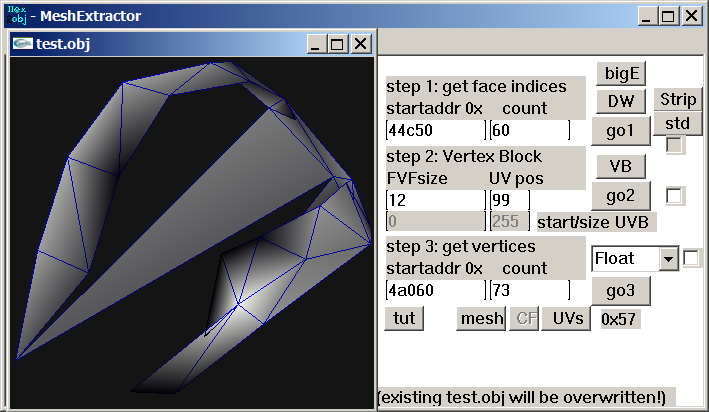 Hex obj - MeshExtractor
test.obj
step 1: get face indices
startaddr 0x count
44c50 60
bigE
DW
go1
Strip
std
step 2: Vertex Block
FVFsize UV pos
12 99
0 255 start/size UVB
VB
go2
step 3: get vertices
startaddr 0x count
4a060 73
Float
go3
tut mesh CF UVs 0x57
(existing test.obj will be overwritten!)